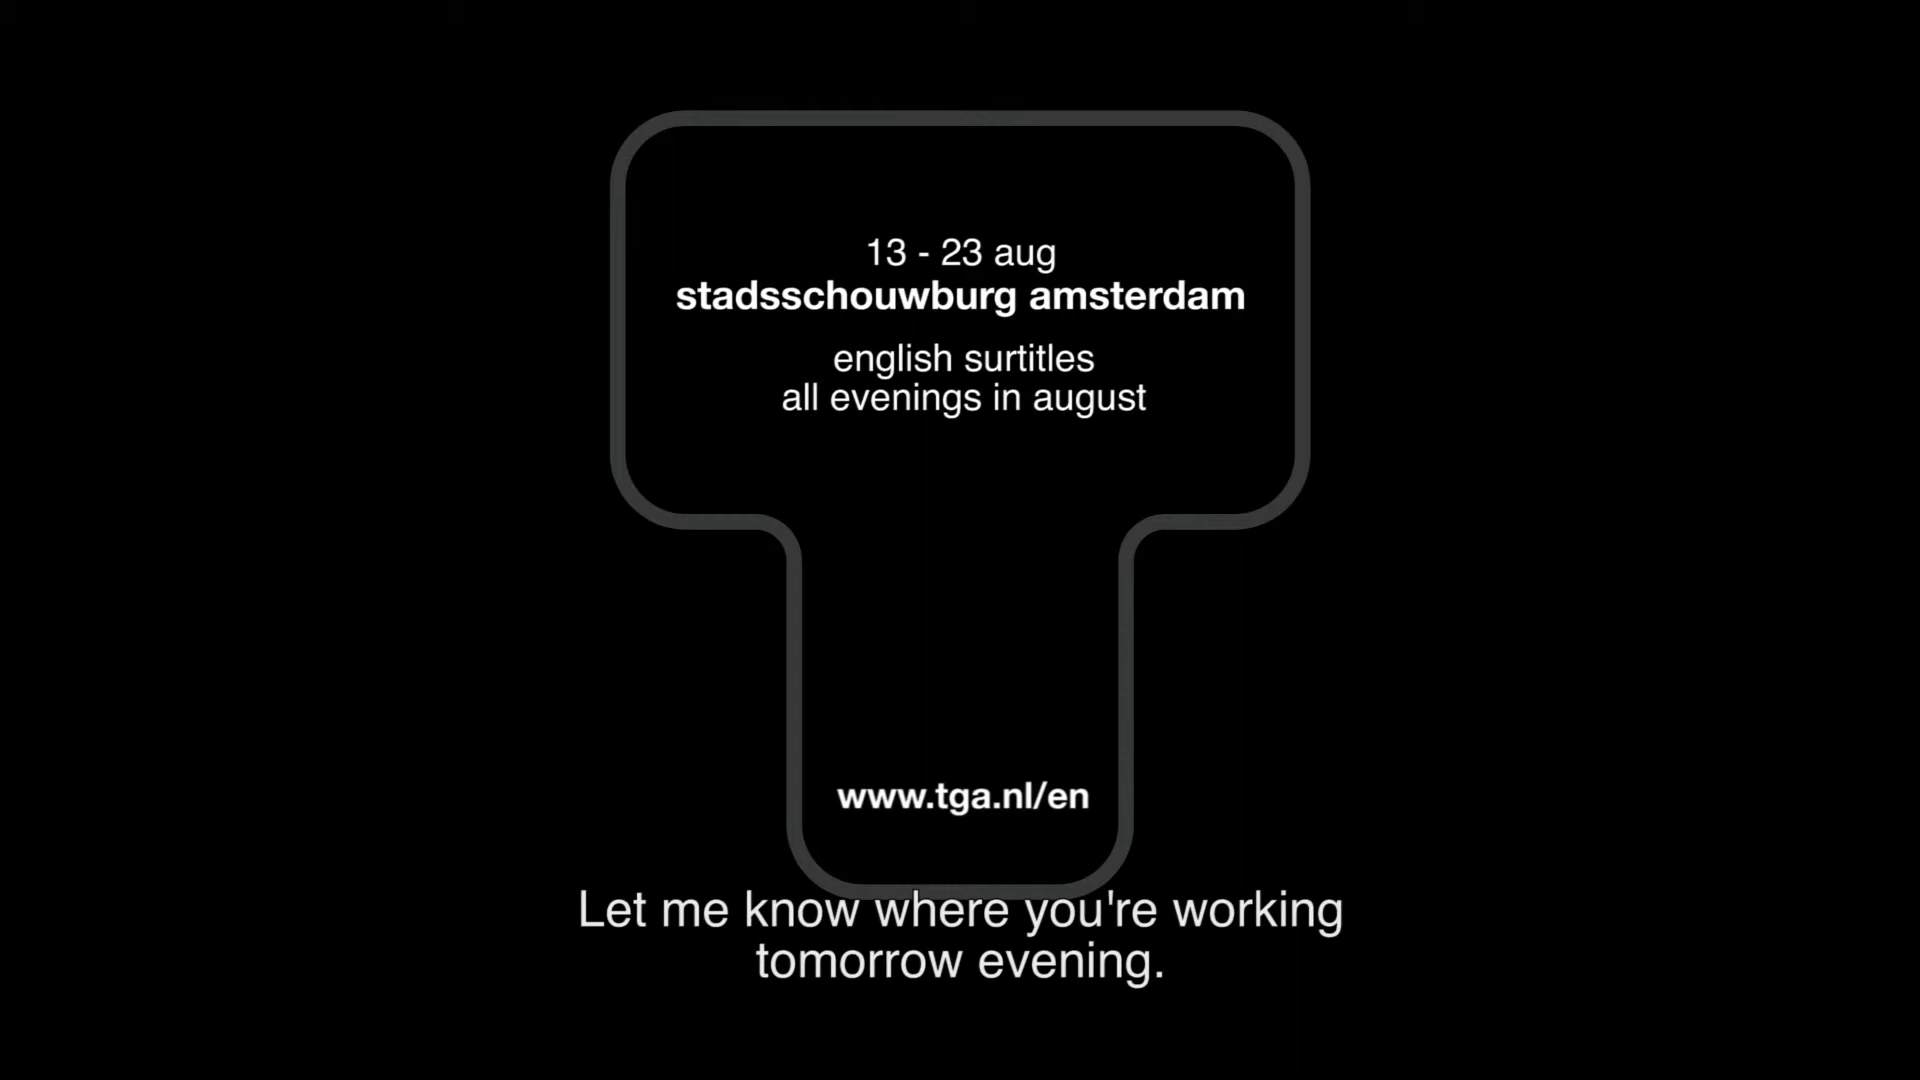 13 - 23 aug
stadsschouwburg amsterdam
english surtitles
all evenings in august
www.tga.nl/en
Let me know where you're working
tomorrow evening.